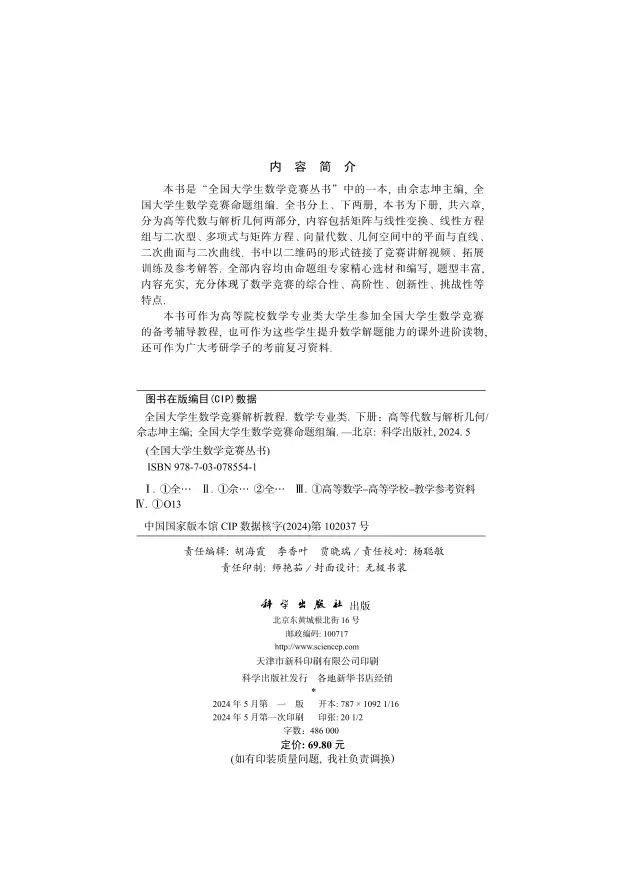 内 容 简 介
本书是“全国大学生数学竞赛丛书”中的一本, 由佘志坤主编, 全
国大学生数学竞赛命题组编. 全书分上、下两册, 本书为下册, 共六章,
分为高等代数与解析几何两部分, 内容包括矩阵与线性变换、线性方程
组与二次型、多项式与矩阵方程、向量代数、几何空间中的平面与直线、
二次曲面与二次曲线. 书中以二维码的形式链接了竞赛讲解视频、拓展
训练及参考解答. 全部内容均由命题组专家精心选材和编写, 题型丰富,
内容充实, 充分体现了数学竞赛的综合性、高阶性、创新性、挑战性等
特点.
本书可作为高等院校数学专业类大学生参加全国大学生数学竞赛
的备考辅导教程, 也可作为这些学生提升数学解题能力的课外进阶读物,
还可作为广大考研学子的考前复习资料.
图书在版编目(CIP)数据
全国大学生数学竞赛解析教程. 数学专业类. 下册: 高等代数与解析几何/
佘志坤主编; 全国大学生数学竞赛命题组编. —北京: 科学出版社, 2024. 5
(全国大学生数学竞赛丛书)
ISBN 978-7-03-078554-1
Ⅰ. ①全… Ⅱ. ①佘… ②全… Ⅲ. ①高等数学–高等学校–教学参考资料
Ⅳ. ①O13
中国国家版本馆 CIP 数据核字(2024)第 102037 号
责任编辑: 胡海霞 李香叶 贾晓瑞 / 责任校对: 杨聪敏
责任印制: 师艳茹 / 封面设计: 无极书装
科学出版社 出版
北京东黄城根北街 16 号
邮政编码: 100717
http://www.sciencep.com
天津市新科印刷有限公司印刷
科学出版社发行 各地新华书店经销
*
2024 年 5 月第 一 版 开本: 787 × 1092 1/16
2024 年 5 月第一次印刷 印张: 20 1/2
字数: 486 000
定价: 69.80 元
(如有印装质量问题, 我社负责调换)